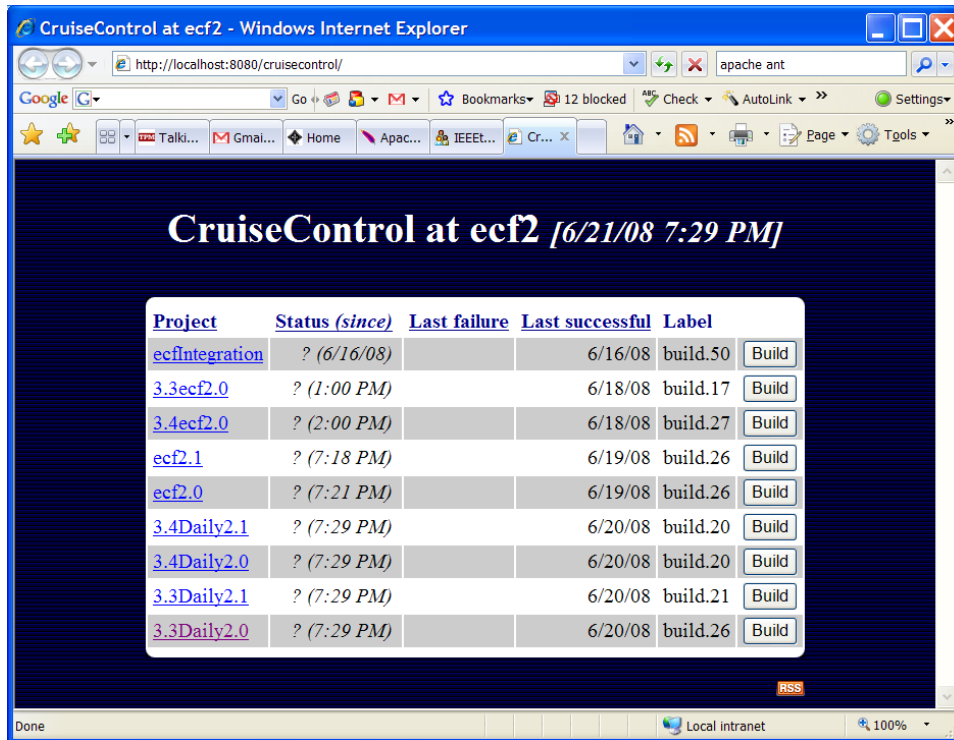 CruiseControl at ecf2 - Windows Internet Explorer
http://localhost:8080/cruisecontrol/ apache ant
Google G Go Bookmarks 12 blocked ABC Check AutoLink » Settings
Talki... Gmai... Home Apac... IEEEt... Cr... X Page Tools »
CruiseControl at ecf2 [6/21/08 7:29 PM]
Project Status (since) Last failure Last successful Label
ecfIntegration ? (6/16/08) 6/16/08 build.50 Build
3.3ecf2.0 ? (1:00 PM) 6/18/08 build.17 Build
3.4ecf2.0 ? (2:00 PM) 6/18/08 build.27 Build
ecf2.1 ? (7:18 PM) 6/19/08 build.26 Build
ecf2.0 ? (7:21 PM) 6/19/08 build.26 Build
3.4Daily2.1 ? (7:29 PM) 6/20/08 build.20 Build
3.4Daily2.0 ? (7:29 PM) 6/20/08 build.20 Build
3.3Daily2.1 ? (7:29 PM) 6/20/08 build.21 Build
3.3Daily2.0 ? (7:29 PM) 6/20/08 build.26 Build
RSS
Done Local intranet 100%